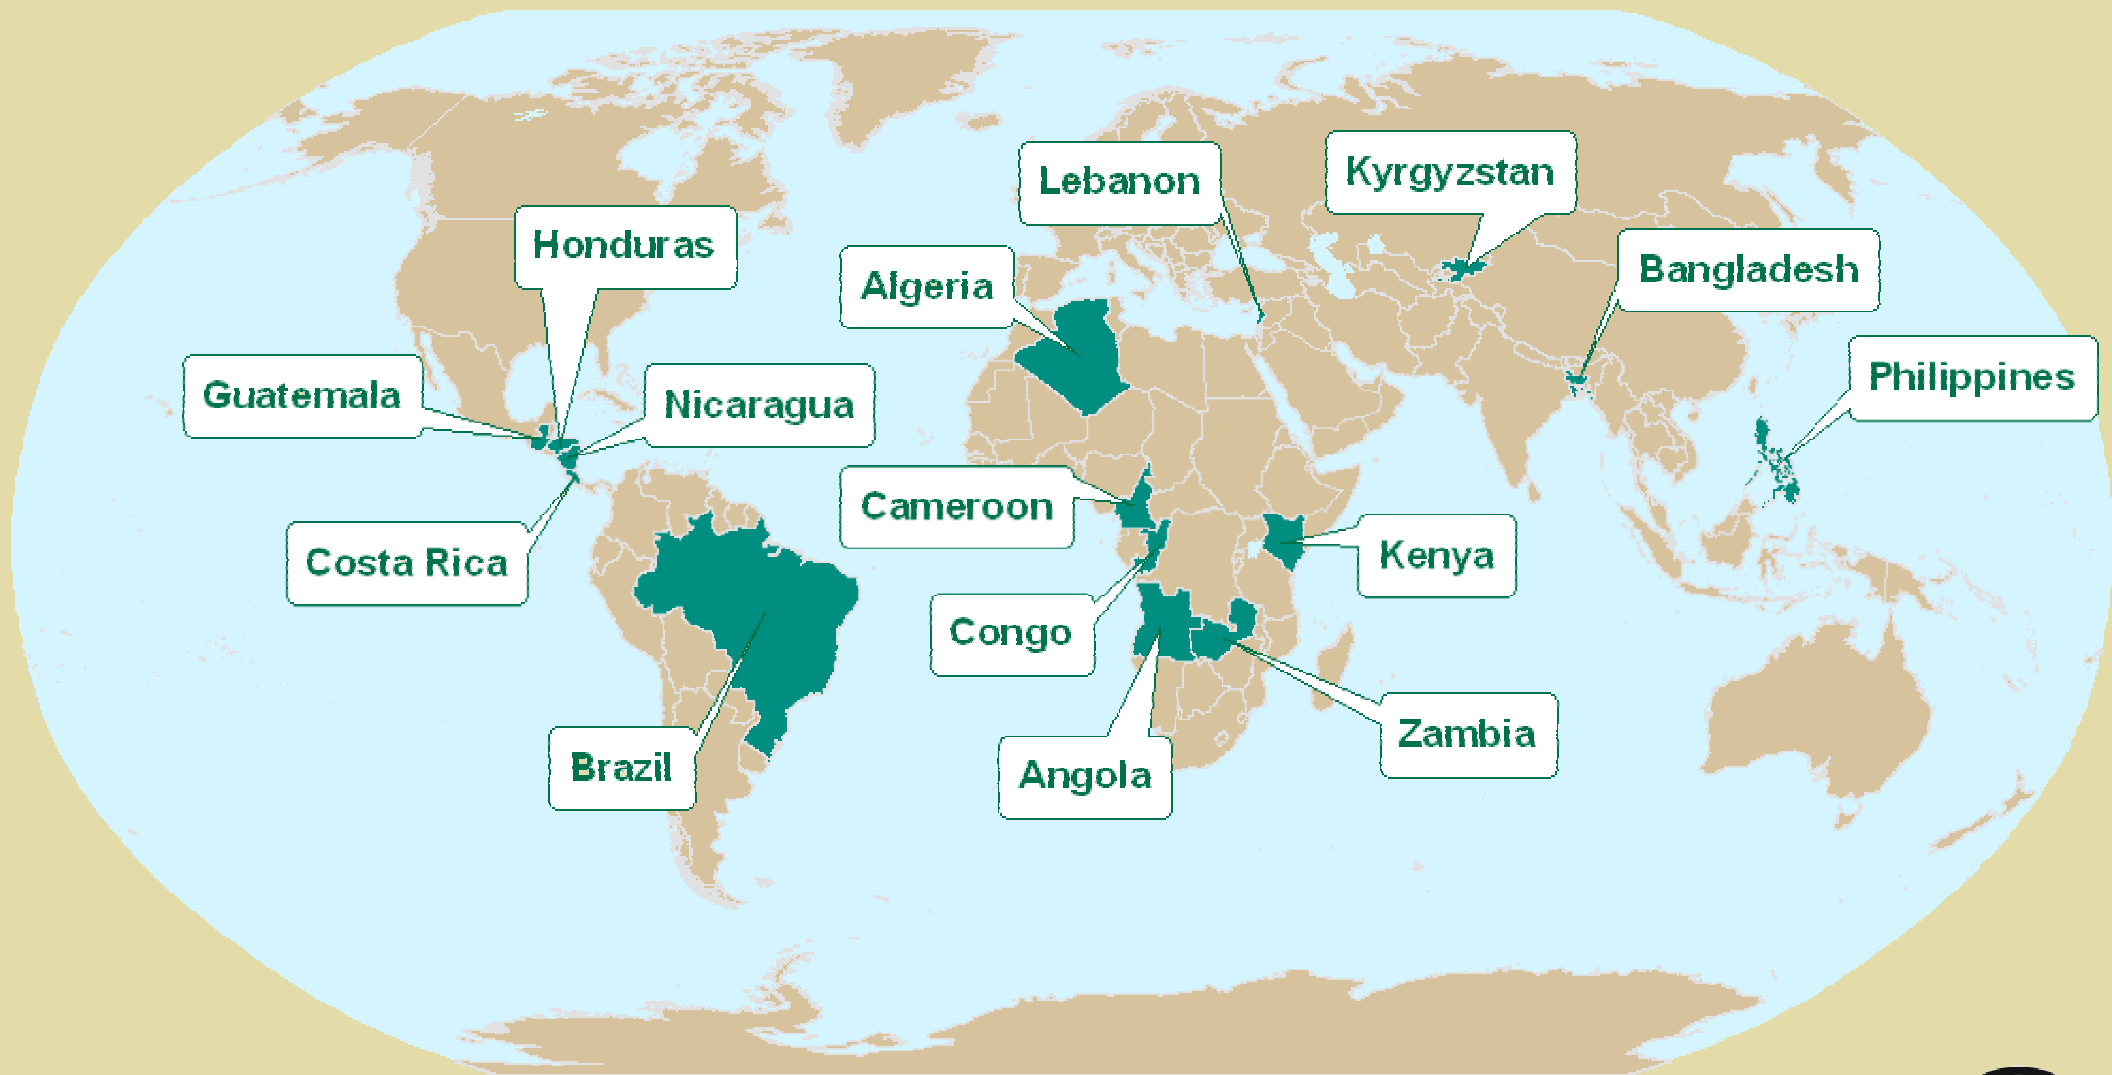 Lebanon
Kyrgyzstan
Honduras
Bangladesh
Algeria
Philippines
Guatemala
Nicaragua
Cameroon
Costa Rica
Kenya
Congo
Zambia
Brazil
Angola